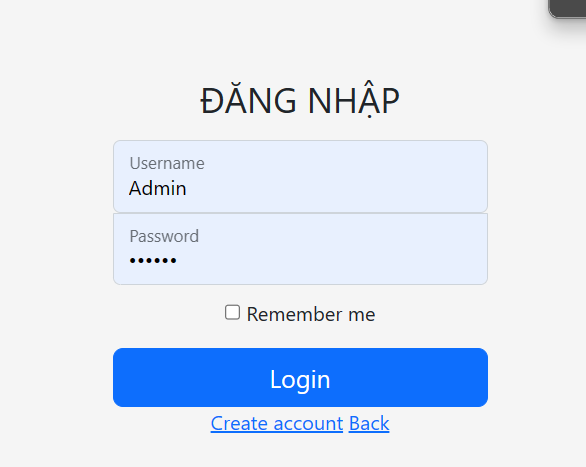 ĐĂNG NHẬP
Username
Admin
Password
••••••
Remember me
Login
Create account Back